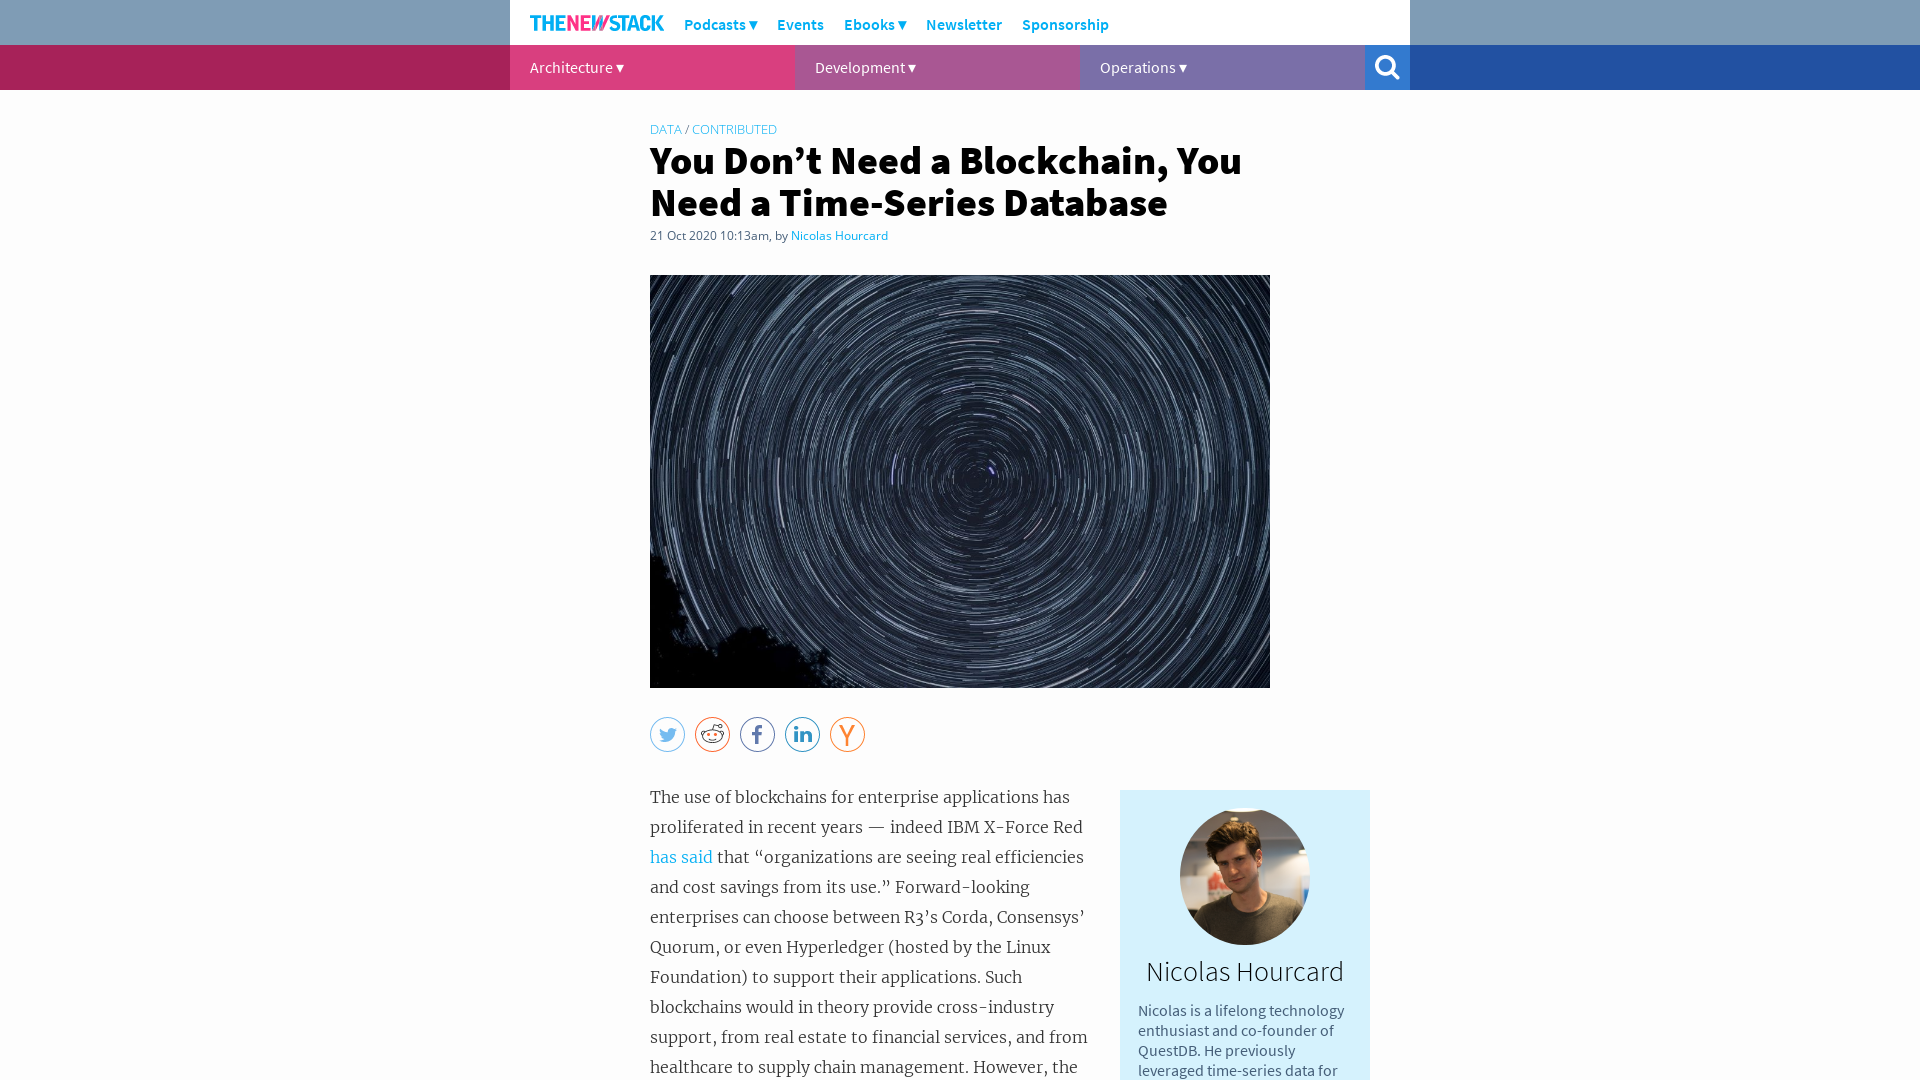 THENEWSTACK Podcasts ▾ Events Ebooks ▾ Newsletter Sponsorship
Architecture ▾ Development ▾ Operations ▾
DATA / CONTRIBUTED
You Don’t Need a Blockchain, You
Need a Time-Series Database
21 Oct 2020 10:13am, by Nicolas Hourcard
The use of blockchains for enterprise applications has
proliferated in recent years — indeed IBM X-Force Red
has said that “organizations are seeing real efficiencies
and cost savings from its use.” Forward-looking
enterprises can choose between R3’s Corda, Consensys’
Quorum, or even Hyperledger (hosted by the Linux
Foundation) to support their applications. Such
blockchains would in theory provide cross-industry
support, from real estate to financial services, and from
healthcare to supply chain management. However, the
Nicolas Hourcard
Nicolas is a lifelong technology
enthusiast and co-founder of
QuestDB. He previously
leveraged time-series data for